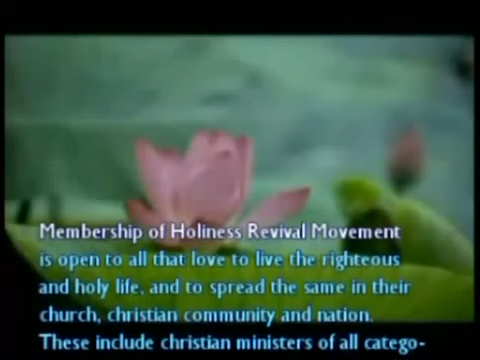 Membership of Holiness Revival Movement
is open to all that love to live the righteous
and holy life, and to spread the same in their
church, christian community and nation.
These include christian ministers of all catego-